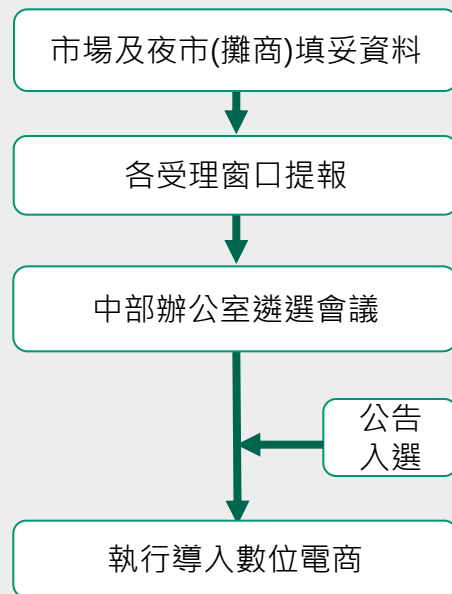 市場及夜市(攤商)填妥資料
各受理窗口提報
中部辦公室遴選會議
公告
入選
執行導入數位電商